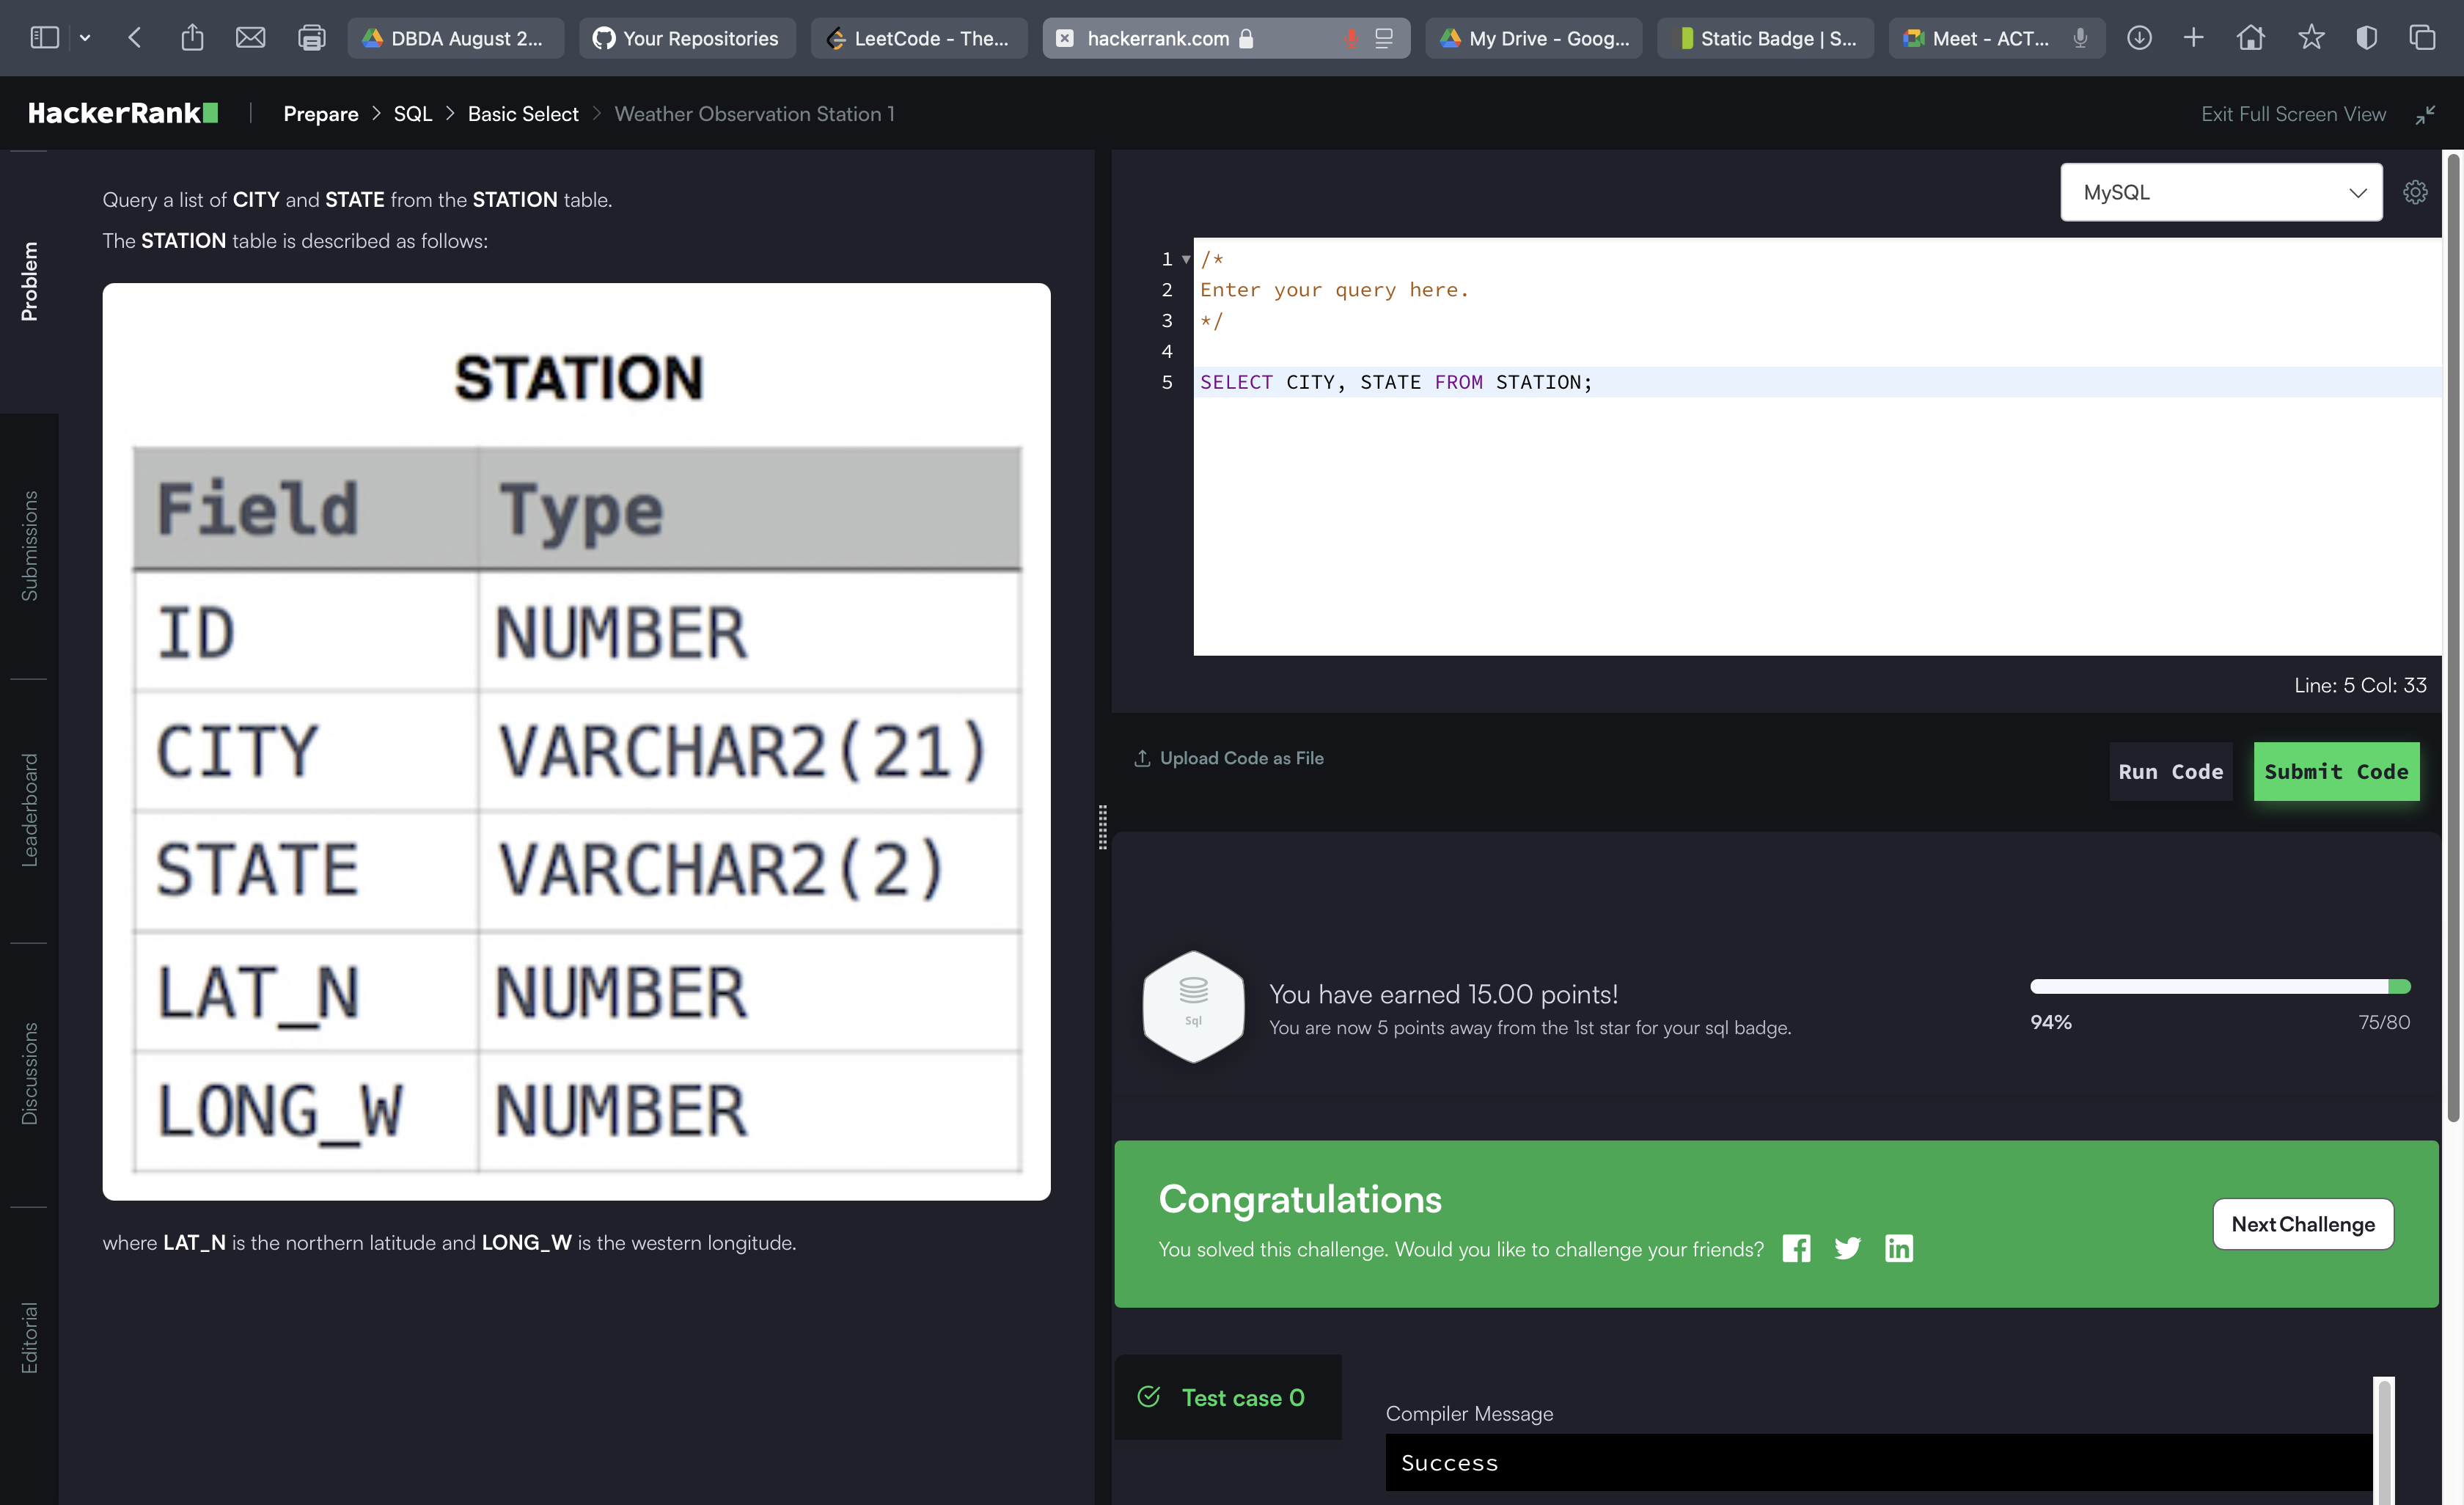 DBDA August 2...
Your Repositories
LeetCode - The...
hackerrank.com
My Drive - Goog...
Static Badge | S...
Meet - ACT...
HackerRank
Prepare > SQL > Basic Select > Weather Observation Station 1
Exit Full Screen View
Problem
Submissions
Leaderboard
Discussions
Editorial
Query a list of CITY and STATE from the STATION table.
The STATION table is described as follows:
STATION
Field Type
ID NUMBER
CITY VARCHAR2(21)
STATE VARCHAR2(2)
LAT_N NUMBER
LONG_W NUMBER
where LAT_N is the northern latitude and LONG_W is the western longitude.
MySQL
1 /*
2 Enter your query here.
3 */
4
5 SELECT CITY, STATE FROM STATION;
Line: 5 Col: 33
Upload Code as File
Run Code
Submit Code
Sql
You have earned 15.00 points!
You are now 5 points away from the 1st star for your sql badge.
94% 75/80
Congratulations
You solved this challenge. Would you like to challenge your friends?
Next Challenge
Test case 0
Compiler Message
Success